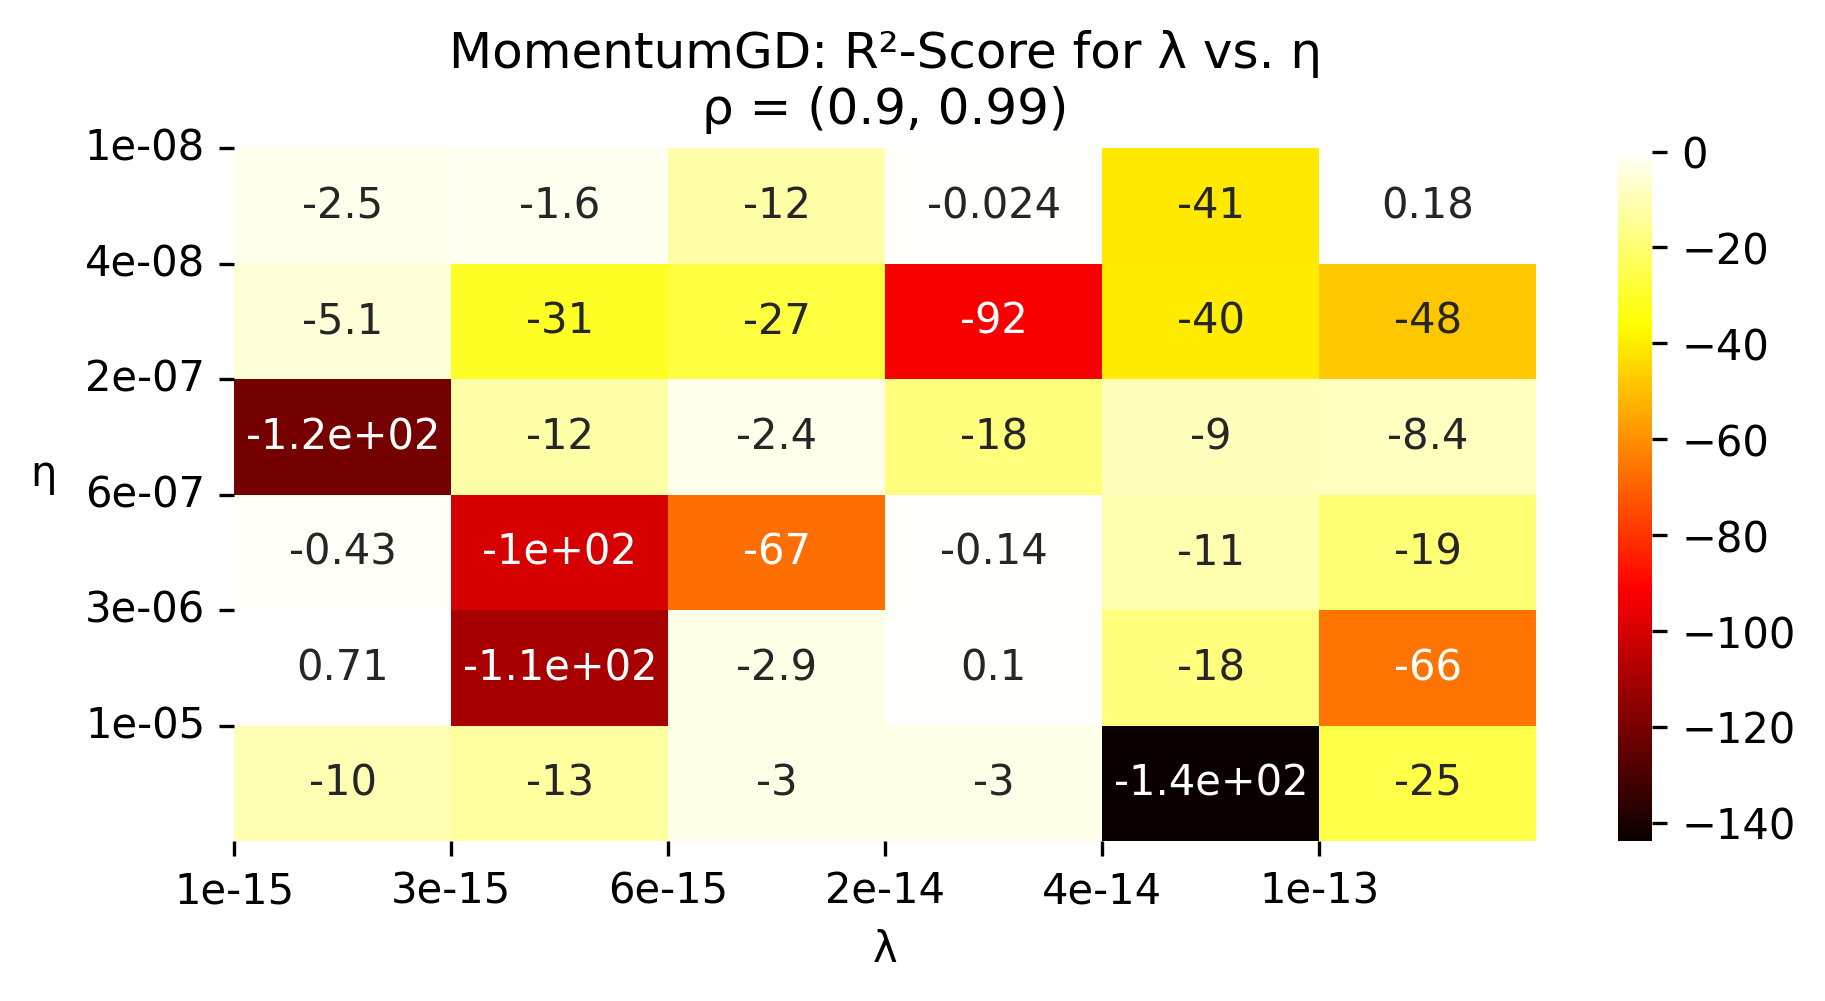 MomentumGD: R²-Score for λ vs. η
ρ = (0.9, 0.99)
1e-08
-2.5 -1.6 -12 -0.024 -41 0.18
4e-08
-5.1 -31 -27 -92 -40 -48
2e-07
-1.2e+02 -12 -2.4 -18 -9 -8.4
η
6e-07
-0.43 -1e+02 -67 -0.14 -11 -19
3e-06
0.71 -1.1e+02 -2.9 0.1 -18 -66
1e-05
-10 -13 -3 -3 -1.4e+02 -25
1e-15 3e-15 6e-15 2e-14 4e-14 1e-13
λ
0
−20
−40
−60
−80
−100
−120
−140